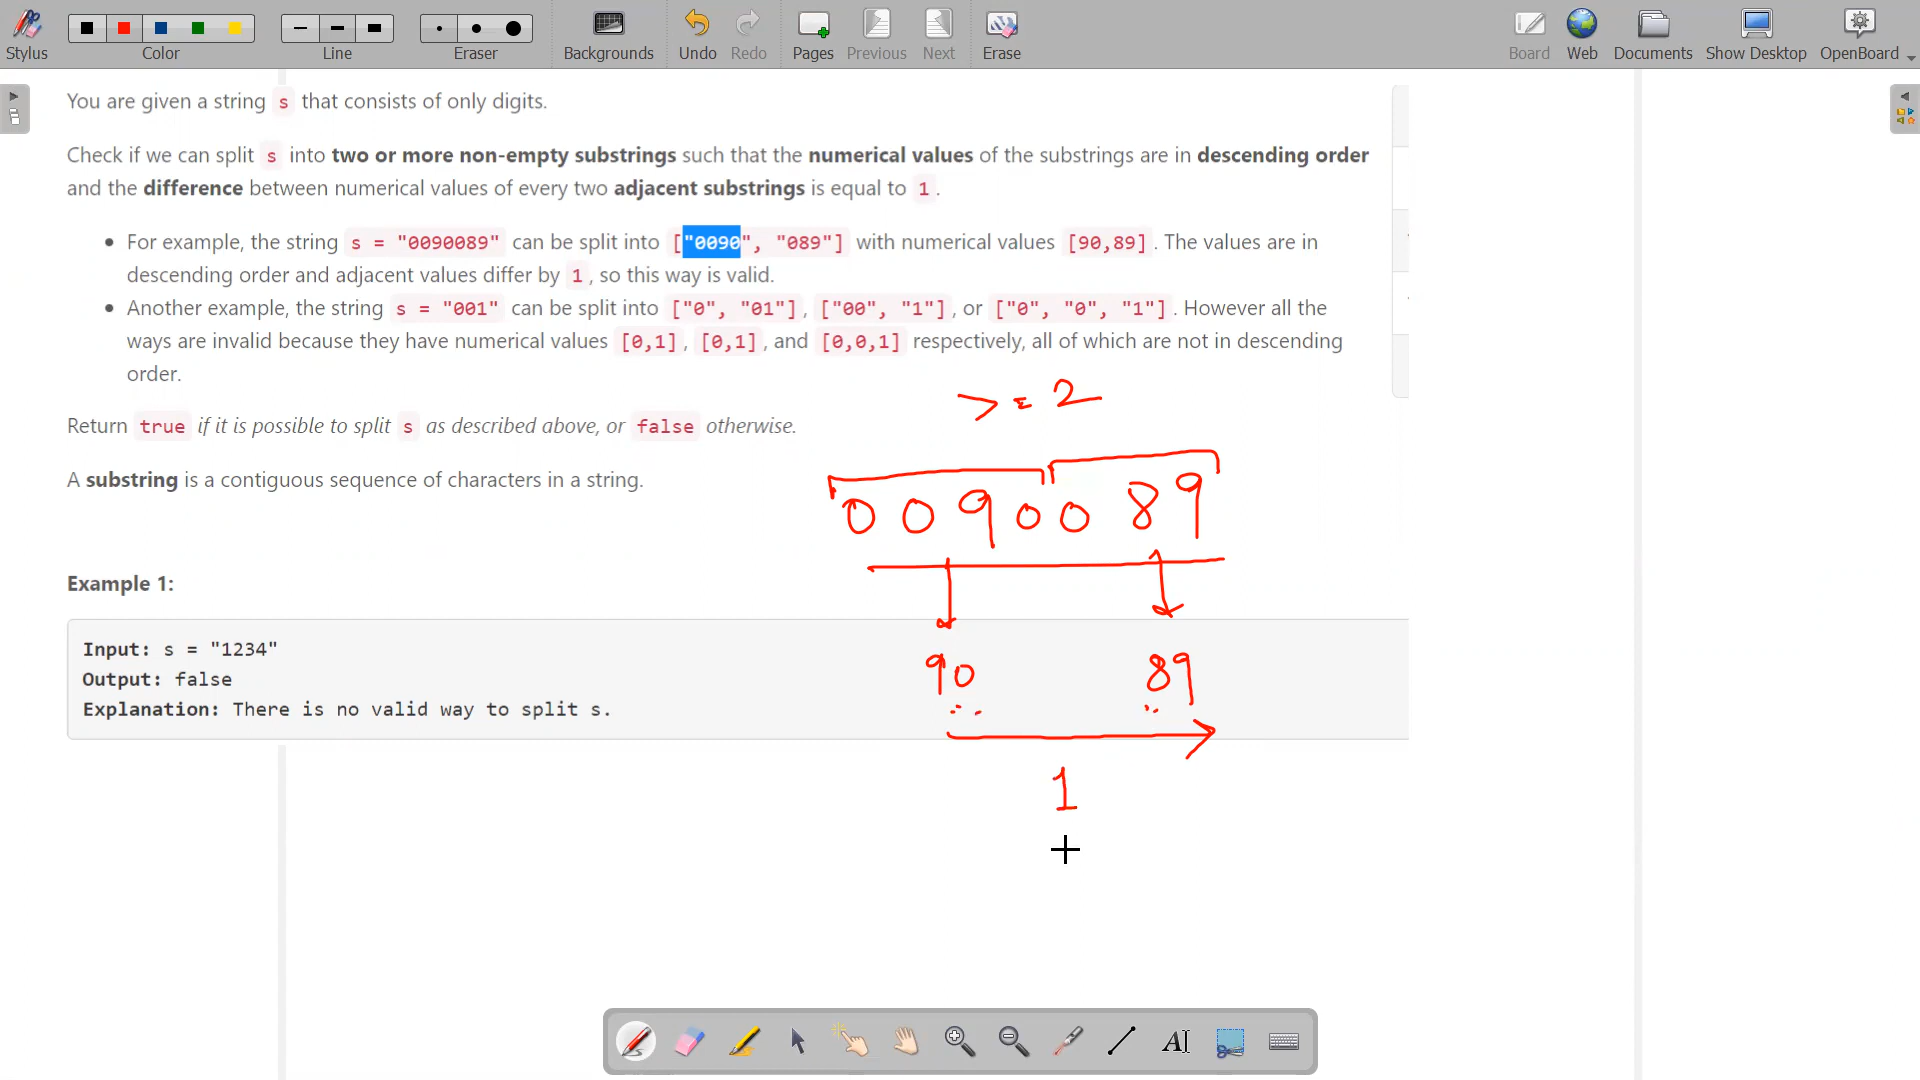 Stylus Color Line Eraser Backgrounds Undo Redo Pages Previous Next Erase Board Web Documents Show Desktop OpenBoard
You are given a string s that consists of only digits.
Check if we can split s into two or more non-empty substrings such that the numerical values of the substrings are in descending order
and the difference between numerical values of every two adjacent substrings is equal to 1.
• For example, the string s = "0090089" can be split into ["0090", "089"] with numerical values [90,89]. The values are in
descending order and adjacent values differ by 1, so this way is valid.
• Another example, the string s = "001" can be split into ["0", "01"], ["00", "1"], or ["0", "0", "1"]. However all the
ways are invalid because they have numerical values [0,1], [0,1], and [0,0,1] respectively, all of which are not in descending
order.
>= 2
Return true if it is possible to split s as described above, or false otherwise.
A substring is a contiguous sequence of characters in a string.
0 0 9 0 0 8 9
Example 1:
Input: s = "1234"
Output: false
Explanation: There is no valid way to split s.
90 89
1
AI